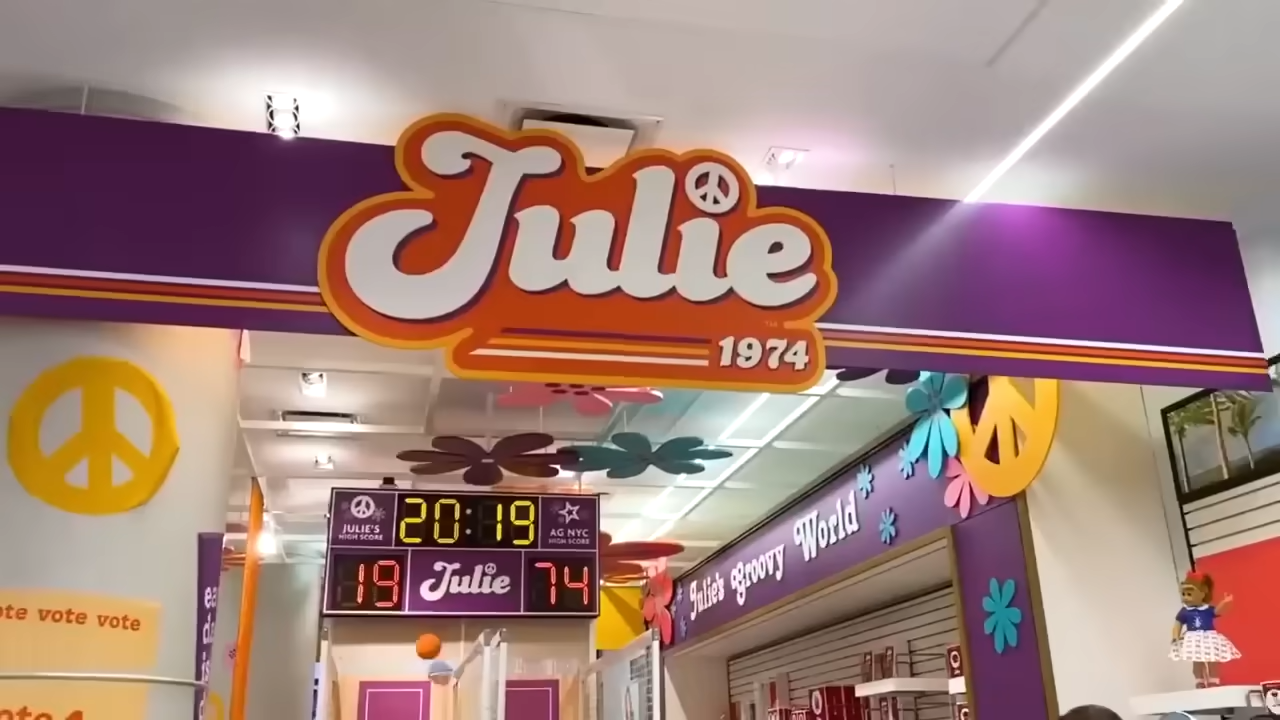 Julie
TM
1974
JULIE'S
HIGH SCORE
20:19
AG NYC
HIGH SCORE
19
Julie
74
Julie's Groovy World
vote vote